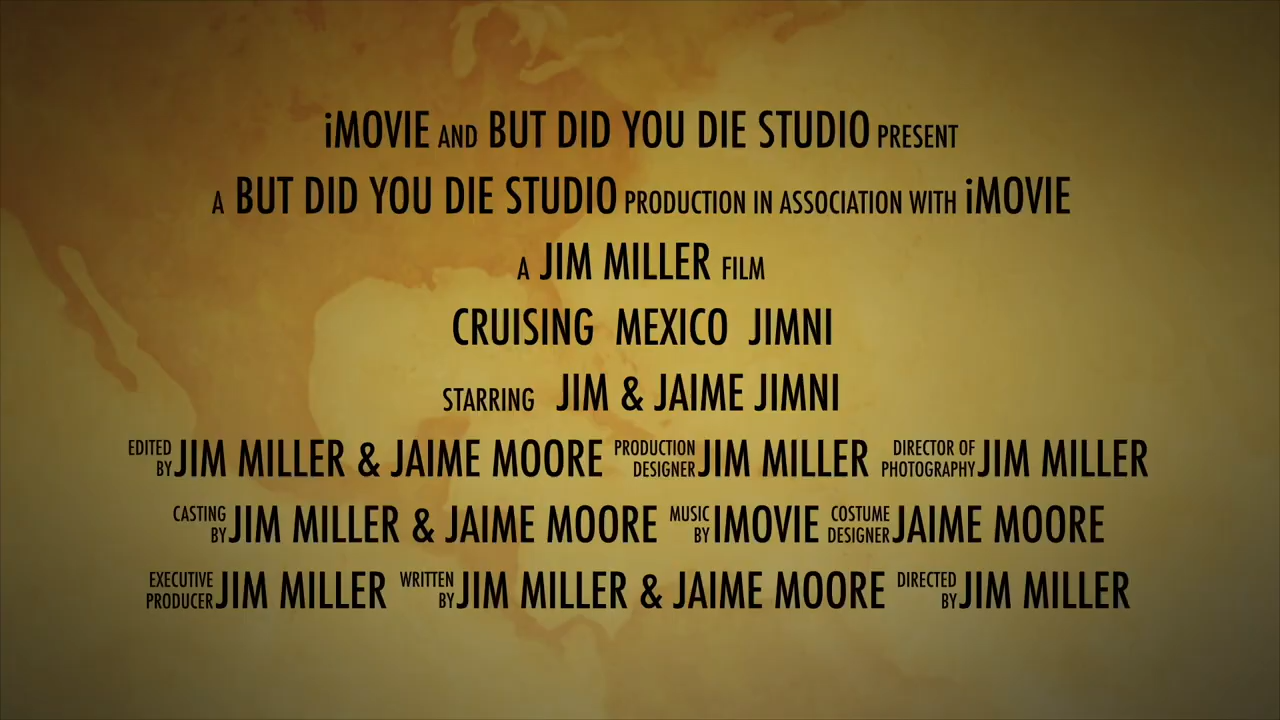 iMOVIE AND BUT DID YOU DIE STUDIO PRESENT
A BUT DID YOU DIE STUDIO PRODUCTION IN ASSOCIATION WITH iMOVIE
A JIM MILLER FILM
CRUISING MEXICO JIMNI
STARRING JIM & JAIME JIMNI
EDITED BY JIM MILLER & JAIME MOORE PRODUCTION DESIGNER JIM MILLER DIRECTOR OF PHOTOGRAPHY JIM MILLER
CASTING BY JIM MILLER & JAIME MOORE MUSIC BY IMOVIE COSTUME DESIGNER JAIME MOORE
EXECUTIVE PRODUCER JIM MILLER WRITTEN BY JIM MILLER & JAIME MOORE DIRECTED BY JIM MILLER